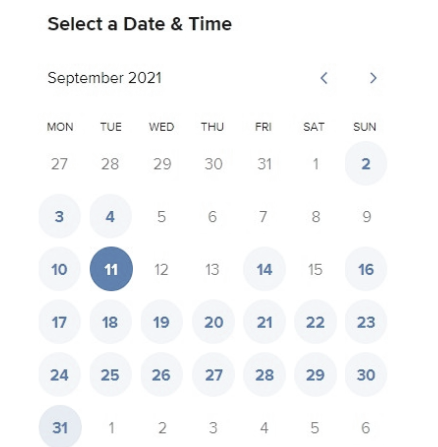 Select a Date & Time
September 2021
MON TUE WED THU FRI SAT SUN
27 28 29 30 31 1 2
3 4 5 6 7 8 9
10 11 12 13 14 15 16
17 18 19 20 21 22 23
24 25 26 27 28 29 30
31 1 2 3 4 5 6